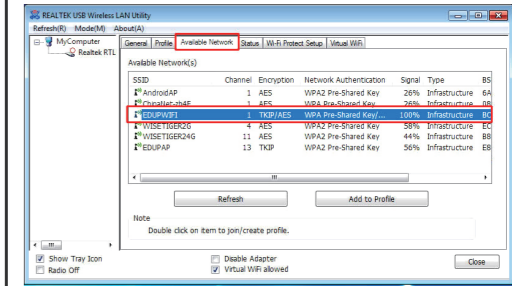 REALTEK USB Wireless LAN Utility
Refresh(R) Mode(M) About(A)
MyComputer
Realtek RTL
General Profile Available Network Status Wi-Fi Protect Setup Virtual WiFi
Available Network(s)
SSID Channel Encryption Network Authentication Signal Type BS
AndroidAP 1 AES WPA2 Pre-Shared Key 26% Infrastructure 6A
ChinaNet-zh4F 1 AES WPA Pre-Shared Key 26% Infrastructure 08
EDUPWIFI 1 TKIP/AES WPA Pre-Shared Key/... 100% Infrastructure BC
WISETIGER2G 4 AES WPA2 Pre-Shared Key 58% Infrastructure EC
WISETIGER24G 11 AES WPA2 Pre-Shared Key 44% Infrastructure B8
EDUPAP 13 TKIP WPA2 Pre-Shared Key 56% Infrastructure E8
Refresh Add to Profile
Note
Double click on item to join/create profile.
Show Tray Icon Disable Adapter
Radio Off Virtual WiFi allowed
Close